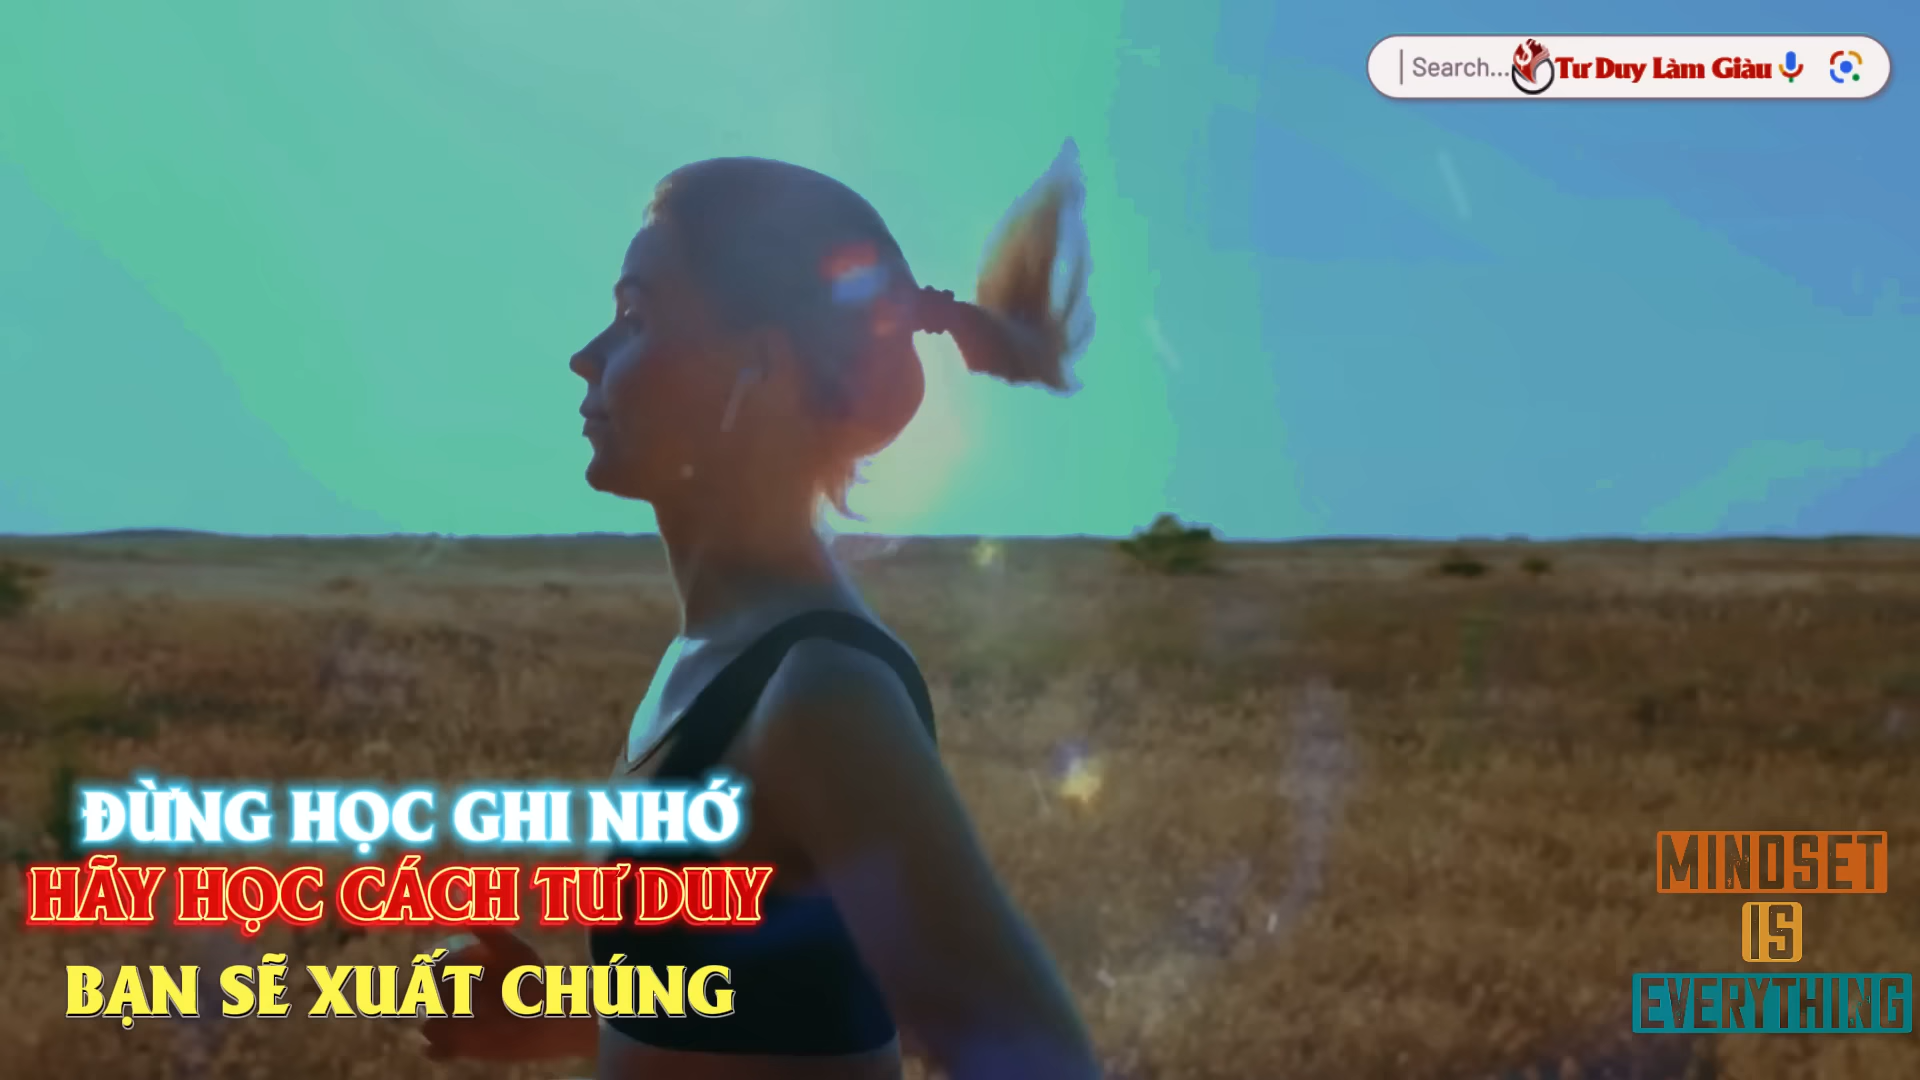 Search... Tư Duy Làm Giàu
ĐỪNG HỌC GHI NHỚ
HÃY HỌC CÁCH TƯ DUY
BẠN SẼ XUẤT CHÚNG
MINDSET
IS
EVERYTHING